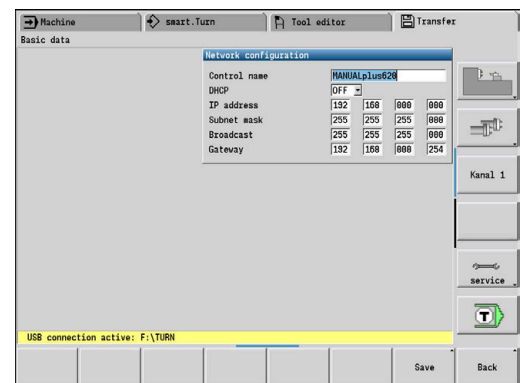 Machine
smart.Turn
Tool editor
Transfer
Basic data
Network configuration
Control name MANUALplus620
DHCP OFF
IP address 192 168 000 000
Subnet mask 255 255 255 000
Broadcast 255 255 255 000
Gateway 192 168 000 254
Kanal 1
service
T
USB connection active: F:\TURN
Save
Back